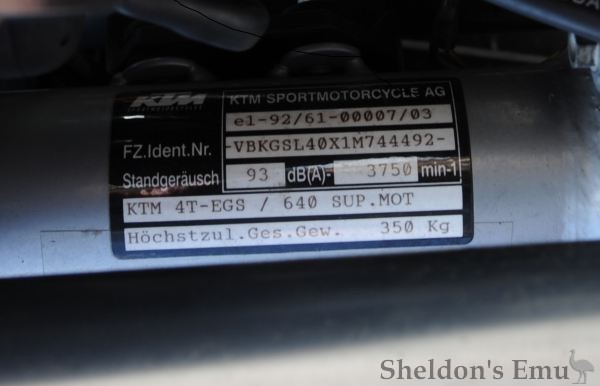 KTM KTM SPORTMOTORCYCLE AG
e1-92/61-00007/03
FZ.Ident.Nr. -VBKGSL40X1M744492-
Standgeräusch 93 dB(A)- 3750 min-1
KTM 4T-EGS / 640 SUP.MOT
Höchstzul.Ges.Gew. 350 Kg
Sheldon's Emu